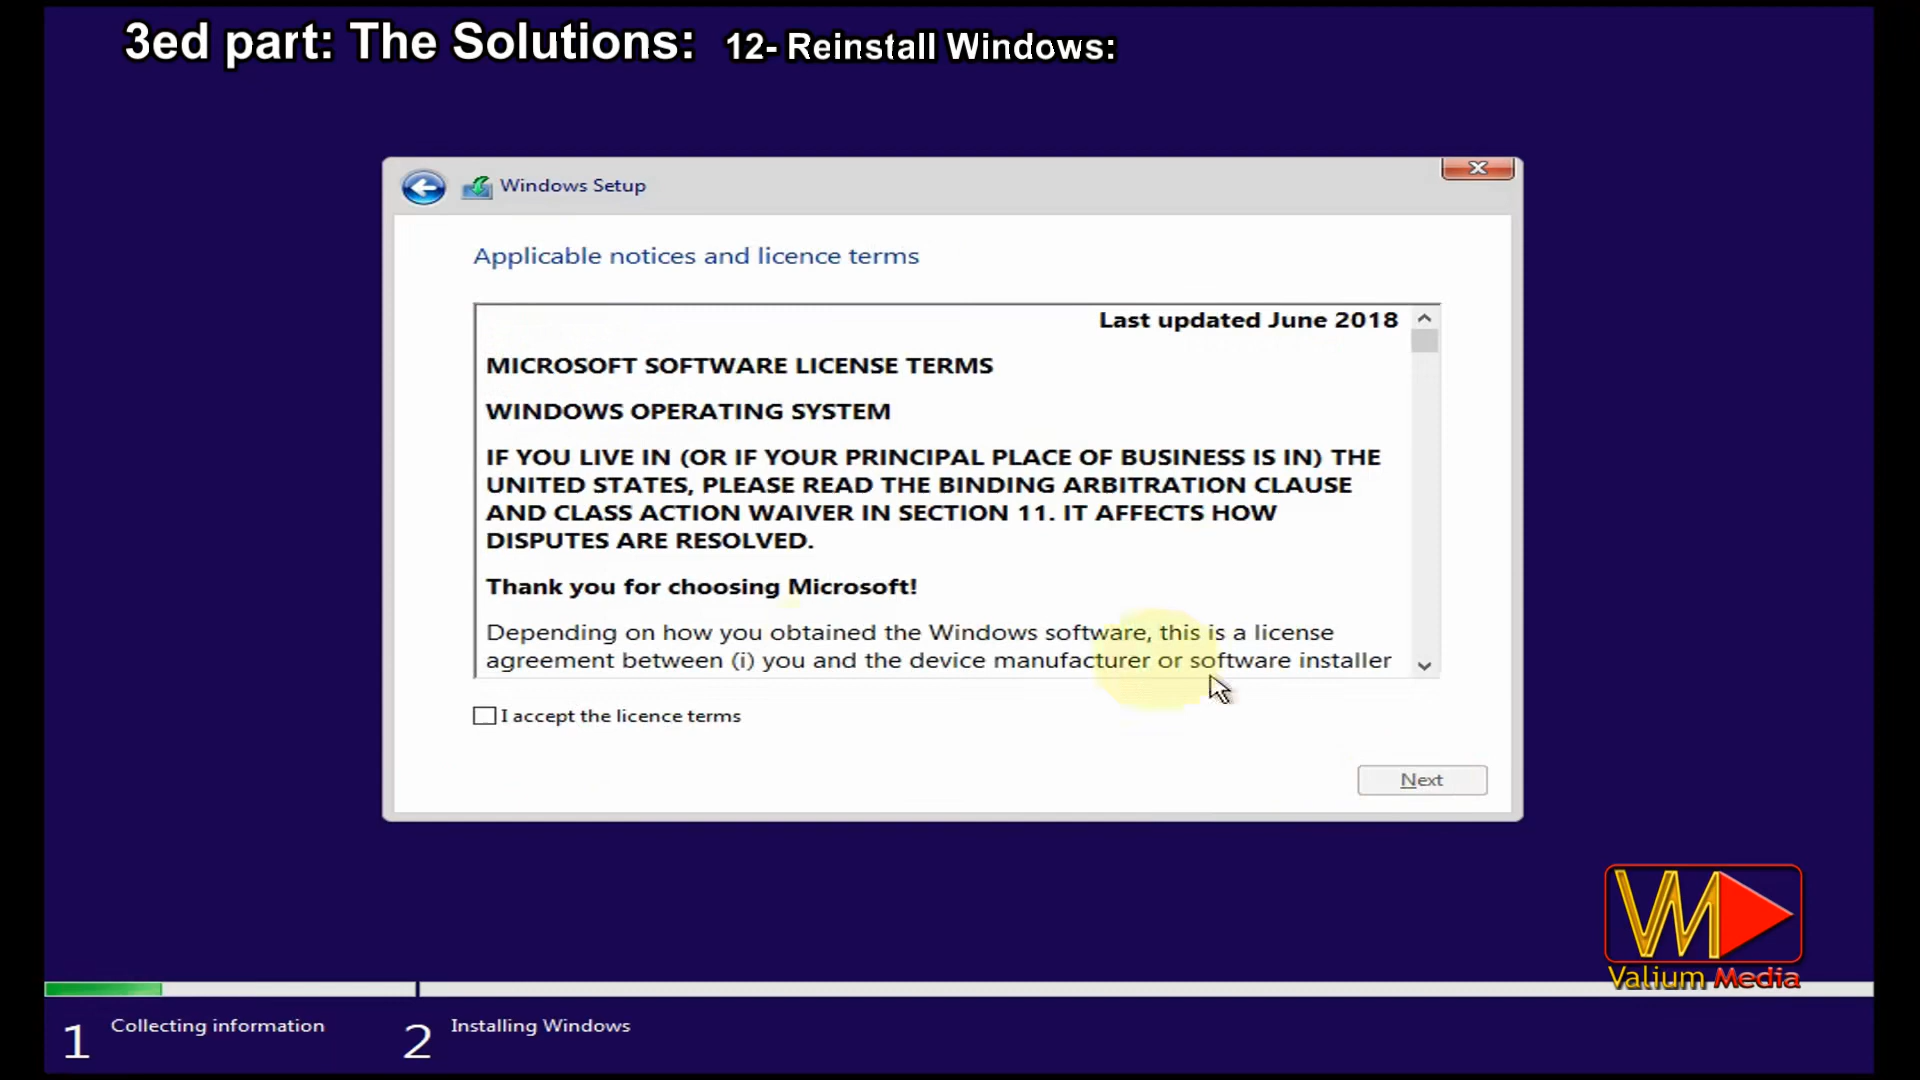 3ed part: The Solutions: 12- Reinstall Windows:
Windows Setup
Applicable notices and licence terms
Last updated June 2018
MICROSOFT SOFTWARE LICENSE TERMS
WINDOWS OPERATING SYSTEM
IF YOU LIVE IN (OR IF YOUR PRINCIPAL PLACE OF BUSINESS IS IN) THE
UNITED STATES, PLEASE READ THE BINDING ARBITRATION CLAUSE
AND CLASS ACTION WAIVER IN SECTION 11. IT AFFECTS HOW
DISPUTES ARE RESOLVED.
Thank you for choosing Microsoft!
Depending on how you obtained the Windows software, this is a license
agreement between (i) you and the device manufacturer or software installer
I accept the licence terms
Next
VM
Valium Media
1 Collecting information 2 Installing Windows